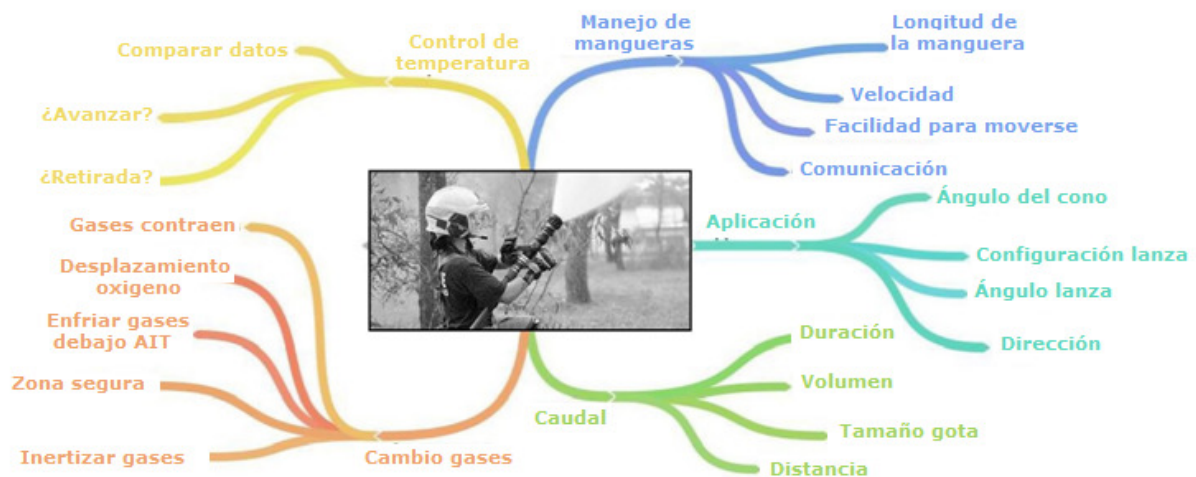 Control de
temperatura
Comparar datos
¿Avanzar?
¿Retirada?
Manejo de
mangueras
Longitud de
la manguera
Velocidad
Facilidad para moverse
Comunicación
Aplicación
Ángulo del cono
Configuración lanza
Ángulo lanza
Dirección
Caudal
Duración
Volumen
Tamaño gota
Distancia
Cambio gases
Gases contraen
Desplazamiento
oxigeno
Enfriar gases
debajo AIT
Zona segura
Inertizar gases